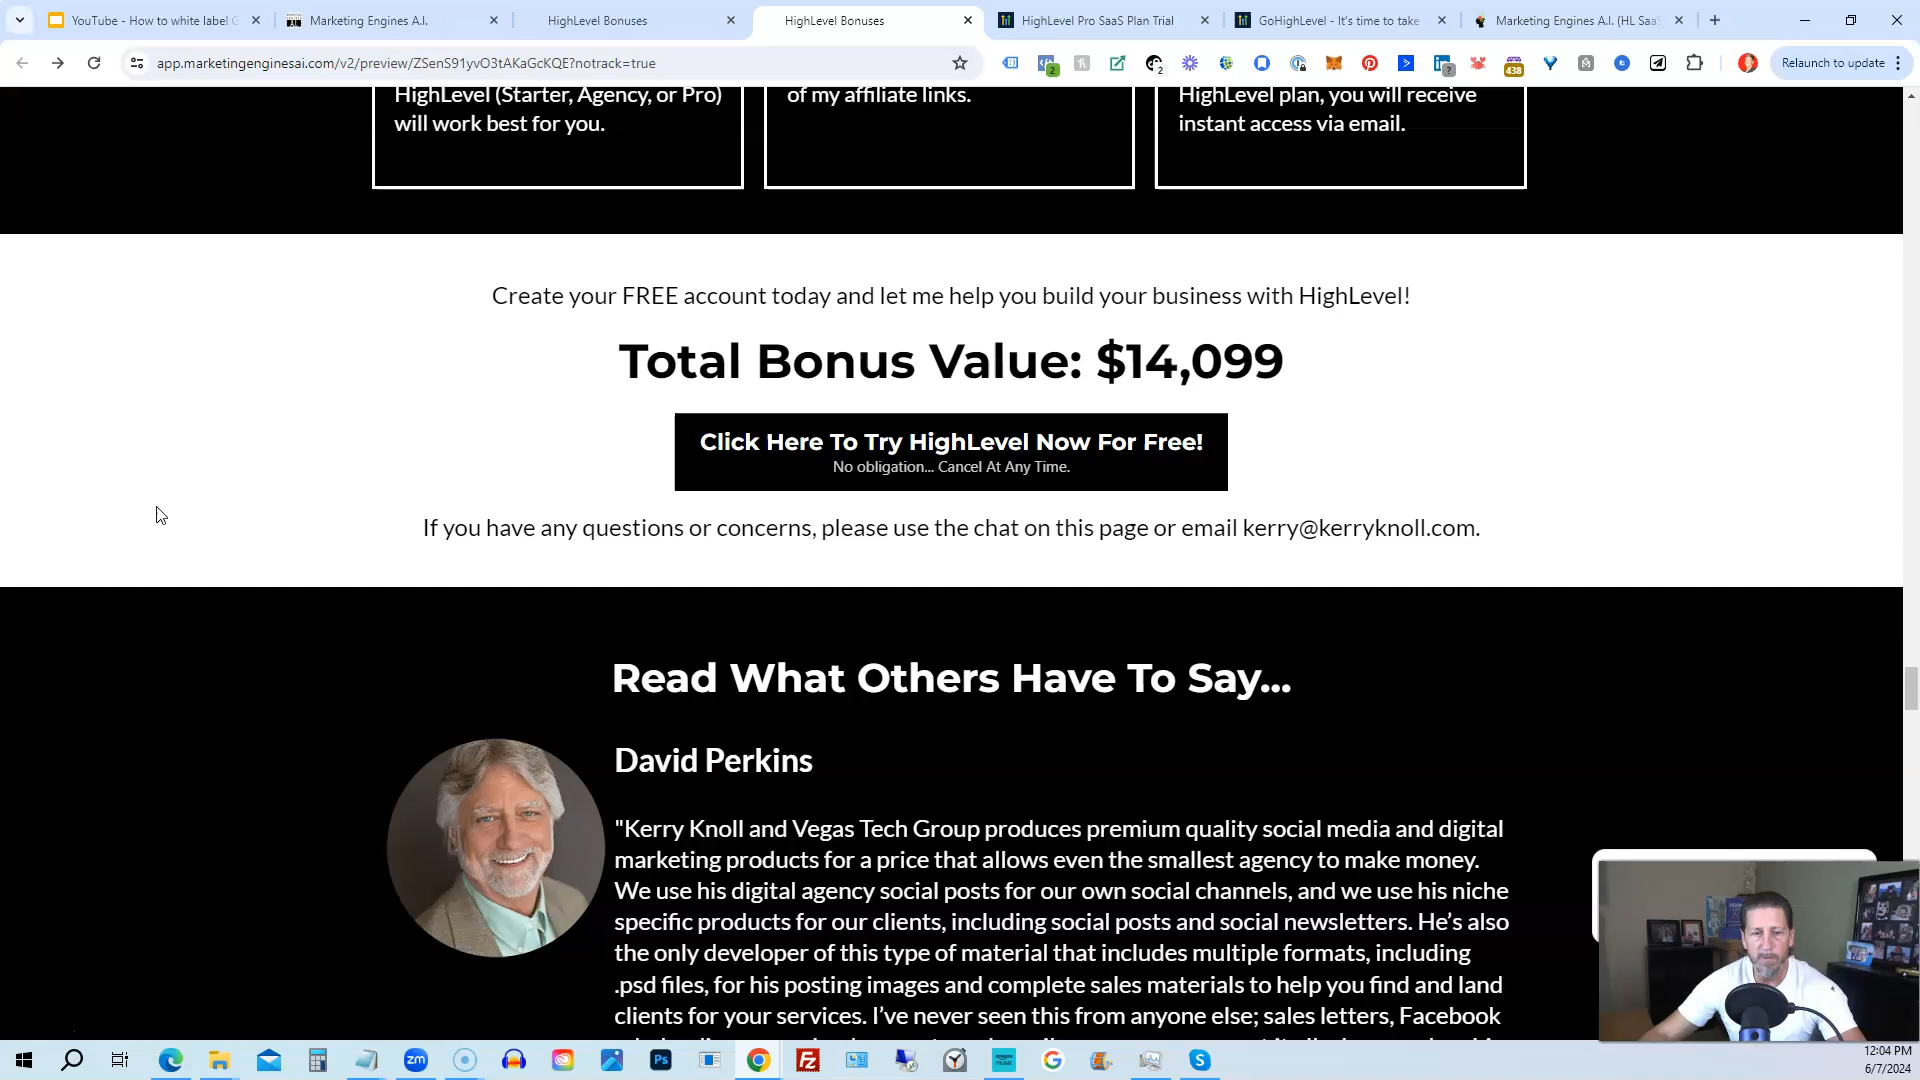 YouTube - How to white label G
Marketing Engines A.I.
HighLevel Bonuses
HighLevel Bonuses
HighLevel Pro SaaS Plan Trial
GoHighLevel - It's time to take
Marketing Engines A.I. (HL SaaS
app.marketingenginesai.com/v2/preview/ZSenS91yvO3tAKaGcKQE?notrack=true
2
2
?
438
Relaunch to update
HighLevel (Starter, Agency, or Pro)
will work best for you.
of my affiliate links.
HighLevel plan, you will receive
instant access via email.
Create your FREE account today and let me help you build your business with HighLevel!
Total Bonus Value: $14,099
Click Here To Try HighLevel Now For Free!
No obligation... Cancel At Any Time.
If you have any questions or concerns, please use the chat on this page or email kerry@kerryknoll.com.
Read What Others Have To Say...
David Perkins
"Kerry Knoll and Vegas Tech Group produces premium quality social media and digital
marketing products for a price that allows even the smallest agency to make money.
We use his digital agency social posts for our own social channels, and we use his niche
specific products for our clients, including social posts and social newsletters. He's also
the only developer of this type of material that includes multiple formats, including
.psd files, for his posting images and complete sales materials to help you find and land
clients for your services. I've never seen this from anyone else; sales letters, Facebook
zm
Ps
Fz
amazon music
12:04 PM
6/7/2024